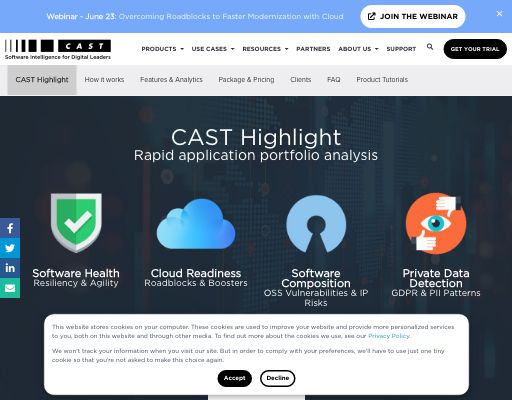 Webinar - June 23: Overcoming Roadblocks to Faster Modernization with Cloud
JOIN THE WEBINAR
×
CAST
Software Intelligence for Digital Leaders
PRODUCTS
USE CASES
RESOURCES
PARTNERS
ABOUT US
SUPPORT
GET YOUR TRIAL
CAST Highlight
How it works
Features & Analytics
Package & Pricing
Clients
FAQ
Product Tutorials
CAST Highlight
Rapid application portfolio analysis
Software Health
Resiliency & Agility
Cloud Readiness
Roadblocks & Boosters
Software
Composition
OSS Vulnerabilities & IP
Risks
Private Data
Detection
GDPR & PII Patterns
This website stores cookies on your computer. These cookies are used to improve your website and provide more personalized services
to you, both on this website and through other media. To find out more about the cookies we use, see our Privacy Policy.
We won't track your information when you visit our site. But in order to comply with your preferences, we'll have to use just one tiny
cookie so that you're not asked to make this choice again.
Accept
Decline